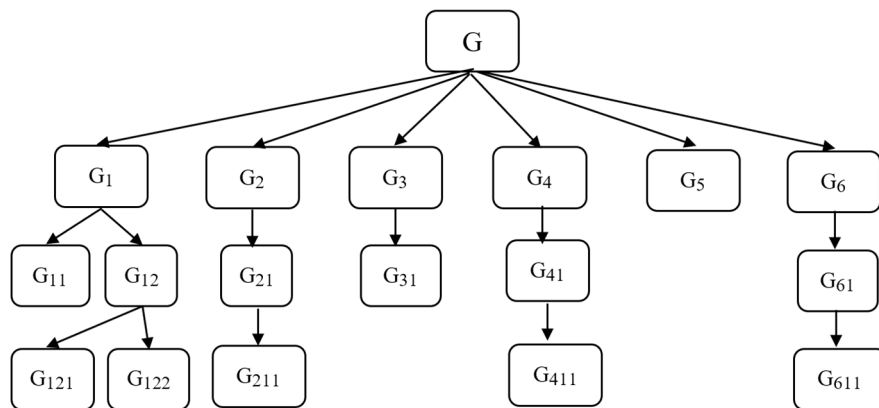 G
G₁ G₂ G₃ G₄ G₅ G₆
G₁₁ G₁₂ G₂₁ G₃₁ G₄₁ G₆₁
G₁₂₁ G₁₂₂ G₂₁₁ G₄₁₁ G₆₁₁